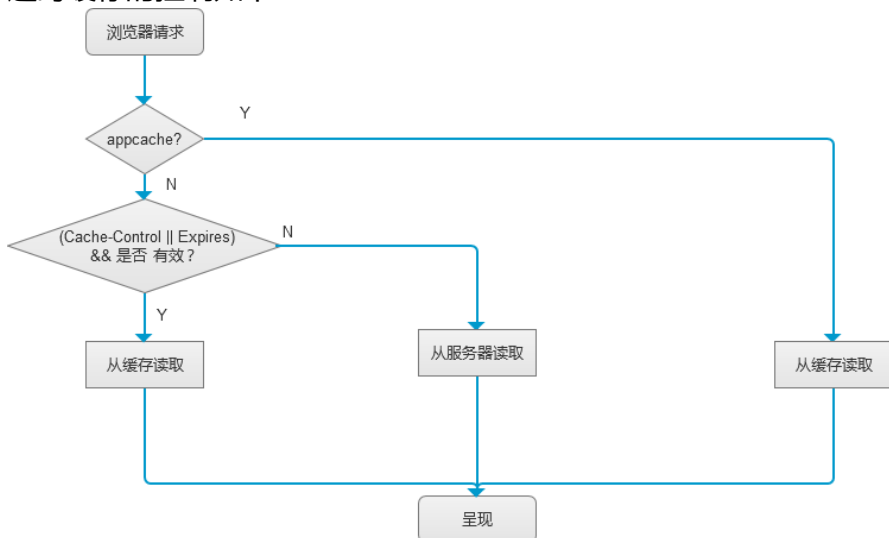 浏览器请求
Y
appcache?
N
(Cache-Control || Expires)
&& 是否 有效？
N
Y
从缓存读取
从服务器读取
从缓存读取
呈现